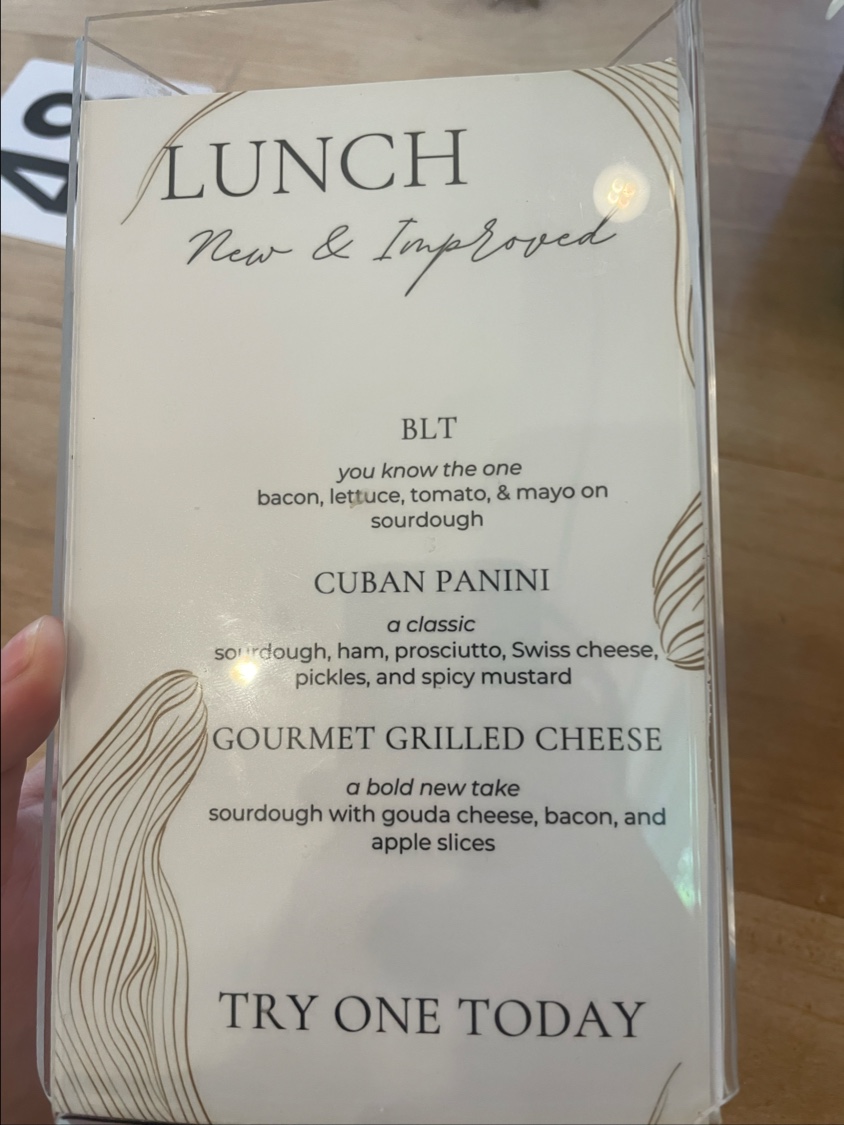 49
LUNCH
New & Improved
BLT
you know the one
bacon, lettuce, tomato, & mayo on
sourdough
CUBAN PANINI
a classic
sourdough, ham, prosciutto, Swiss cheese,
pickles, and spicy mustard
GOURMET GRILLED CHEESE
a bold new take
sourdough with gouda cheese, bacon, and
apple slices
TRY ONE TODAY